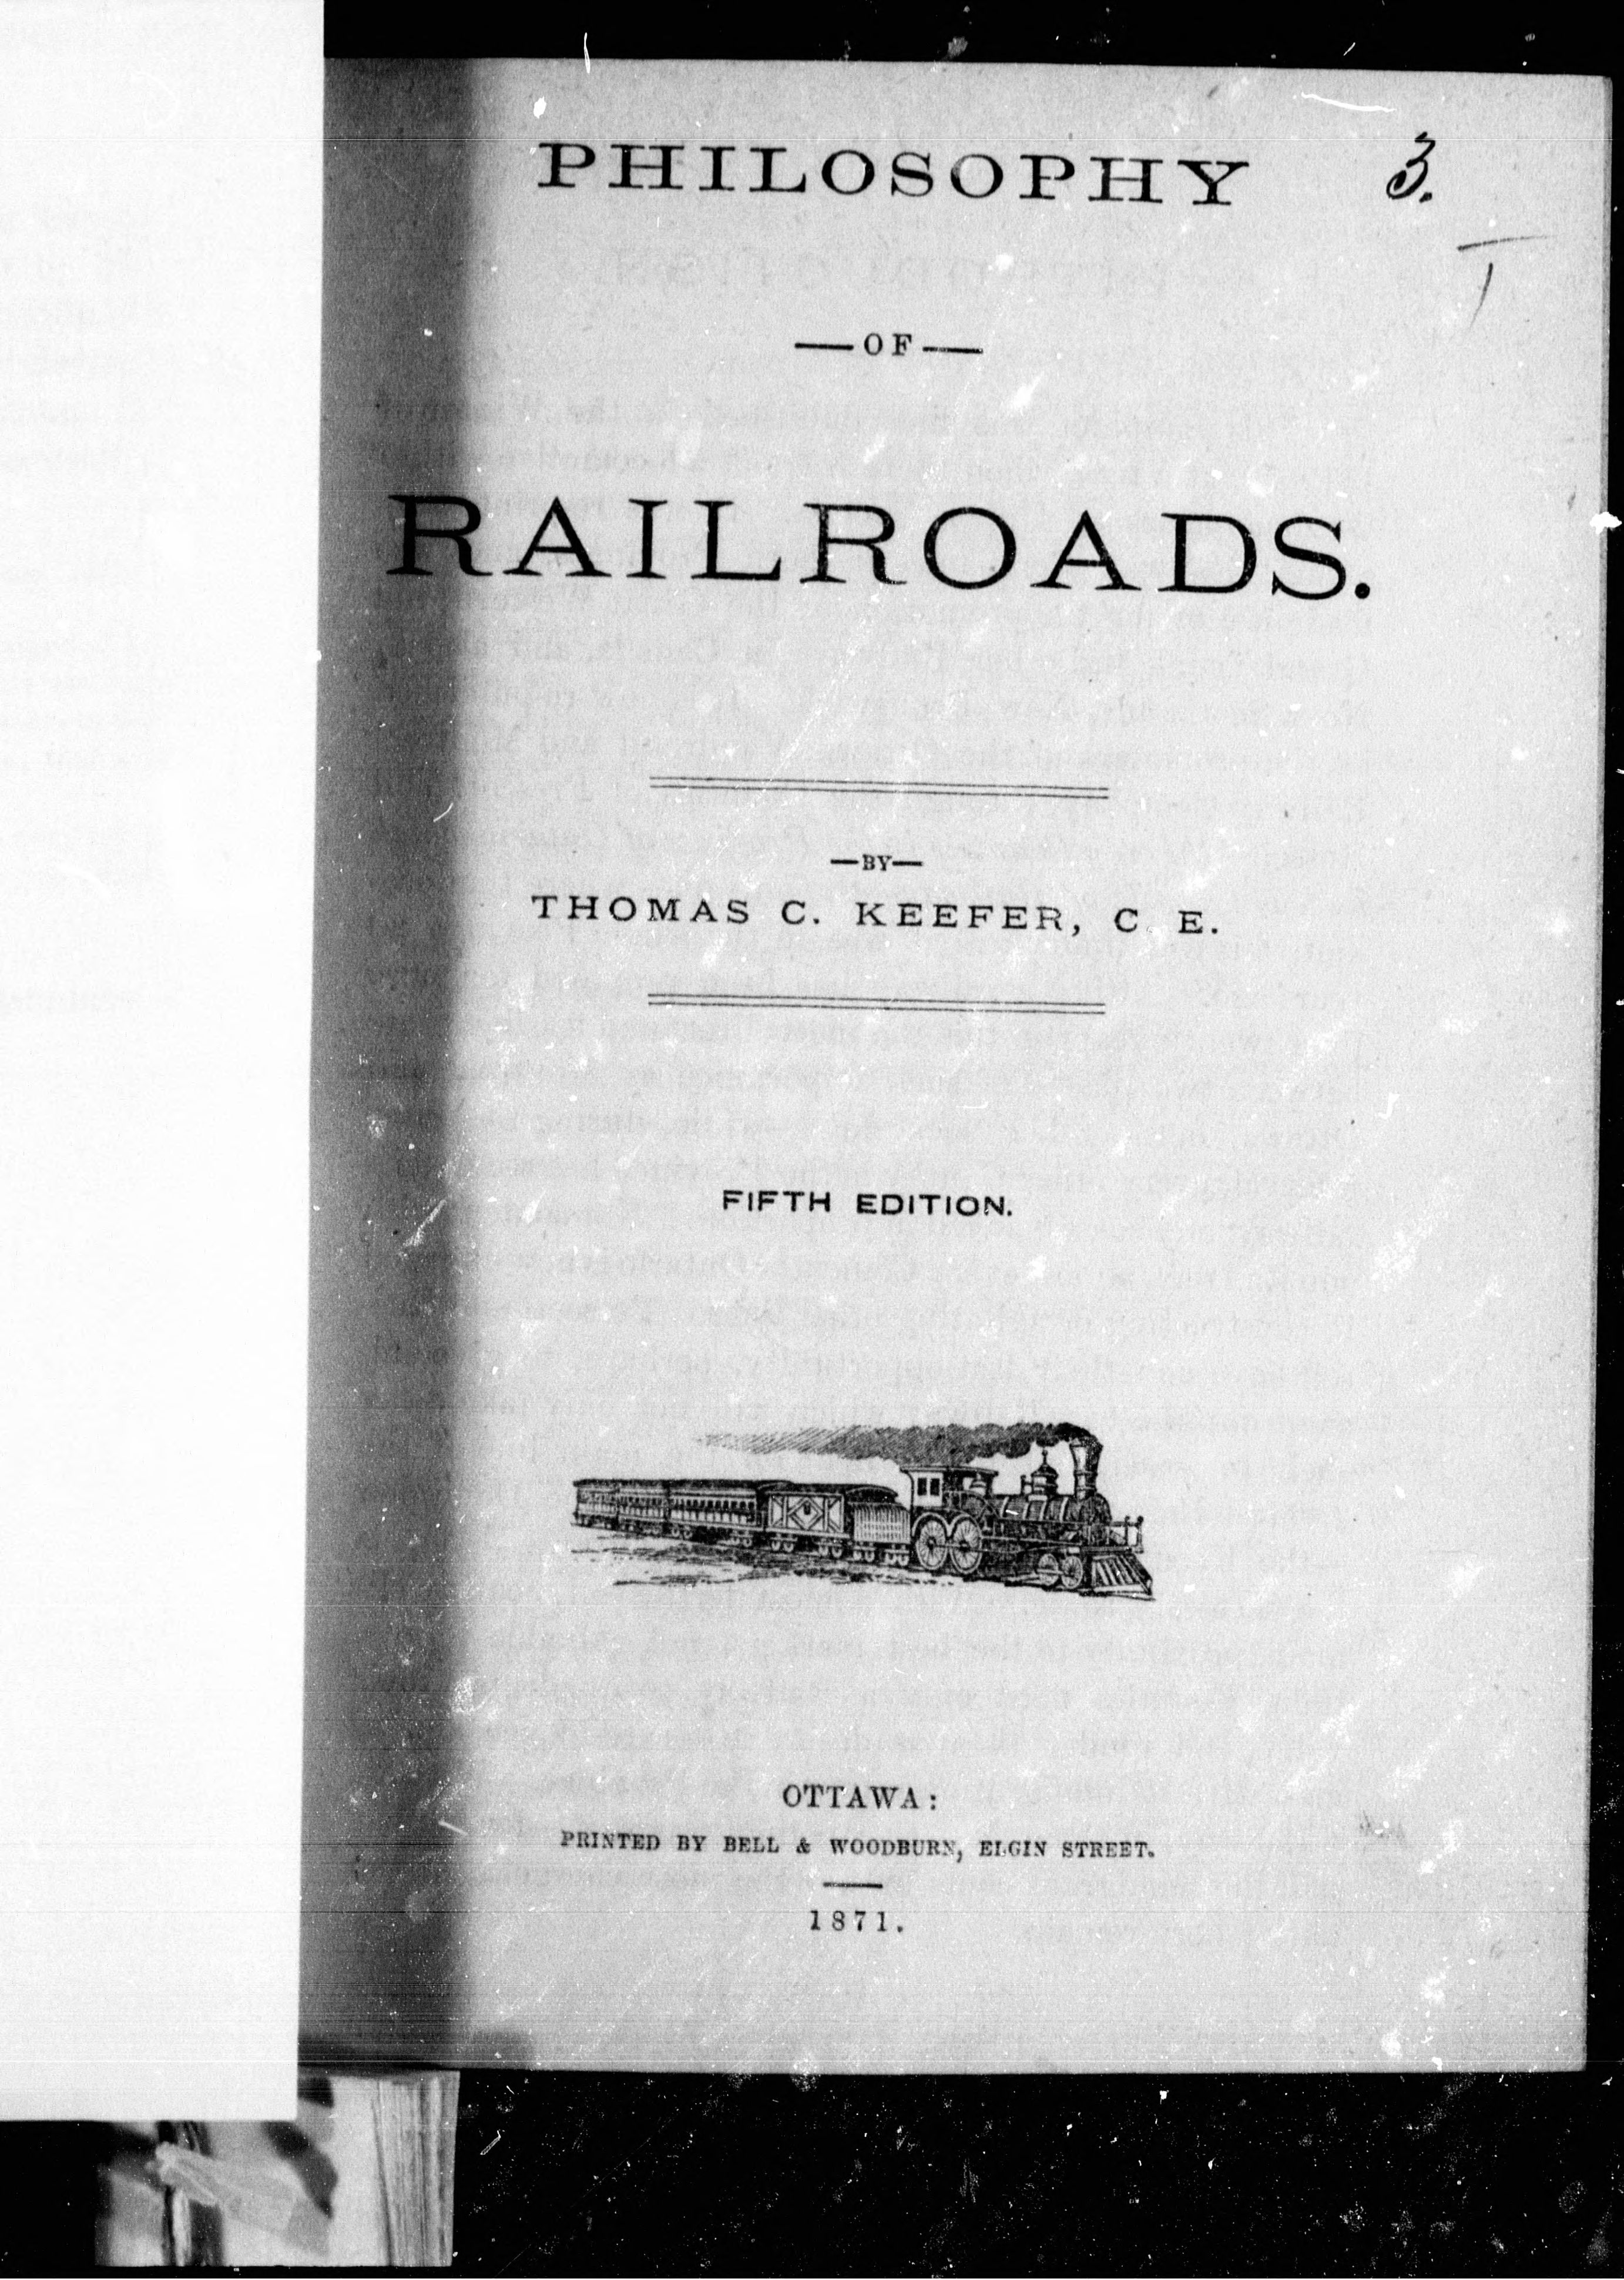 PHILOSOPHY 3.
—OF—
RAILROADS.
—BY—
THOMAS C. KEEFER, C. E.
FIFTH EDITION.
OTTAWA:
PRINTED BY BELL & WOODBURN, ELGIN STREET.
1871.